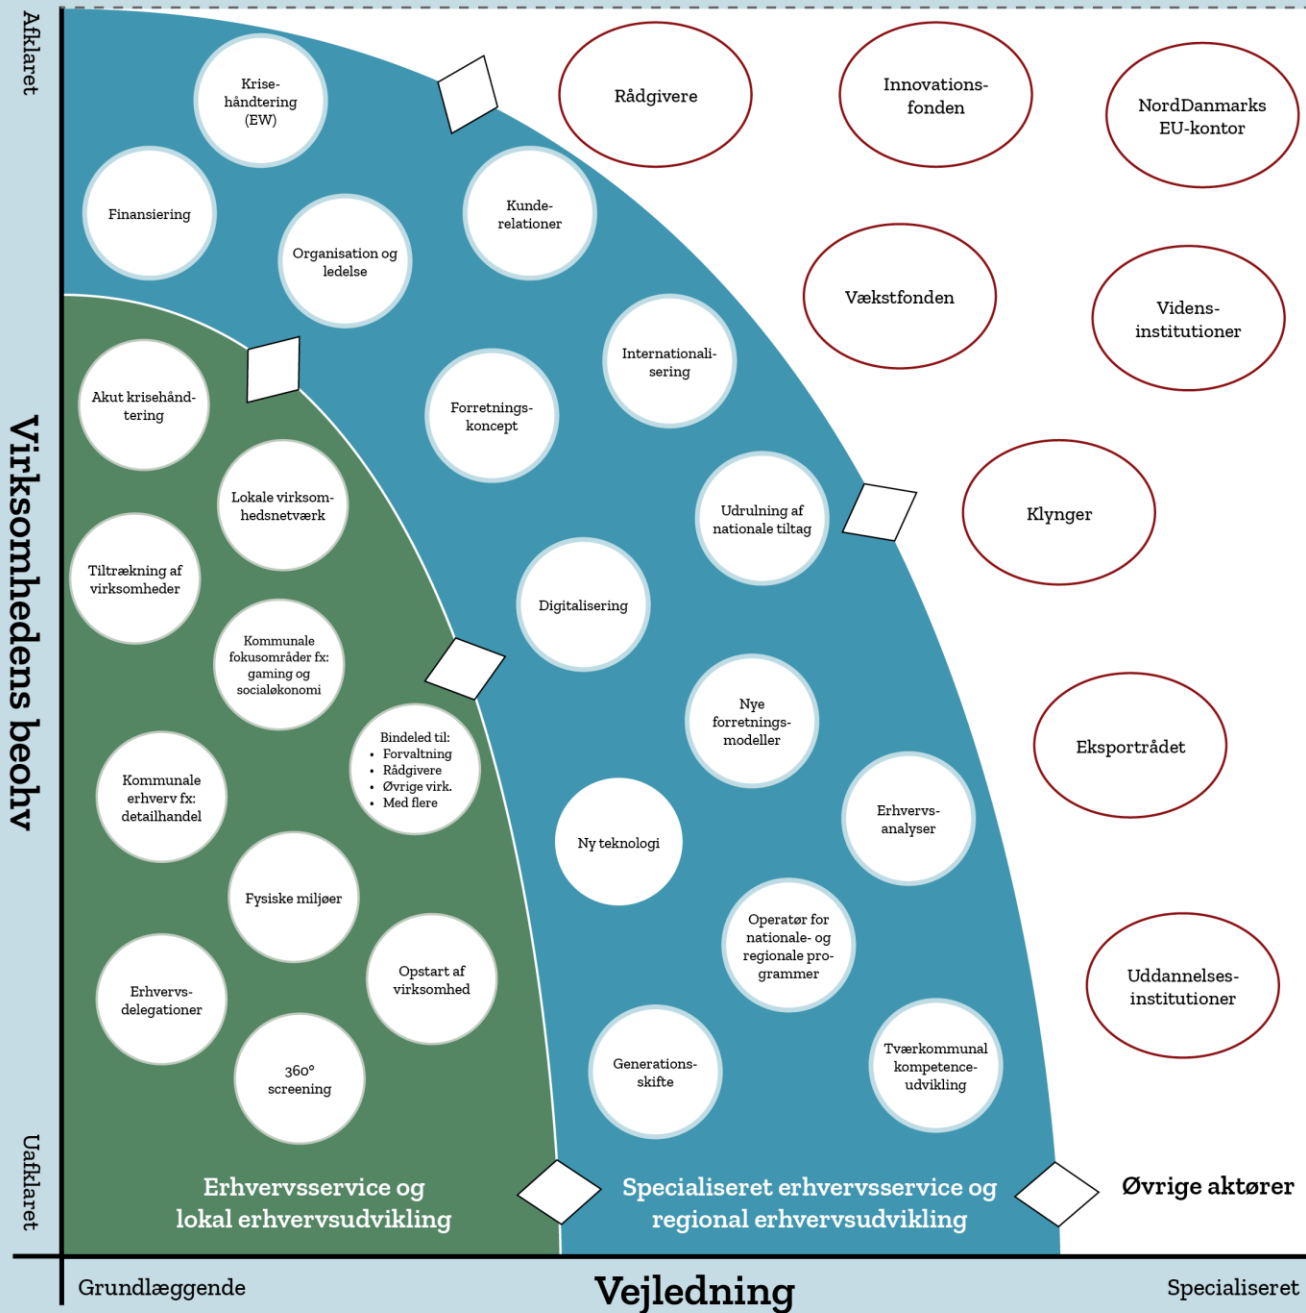 Afklaret
Virksomhedens beohv
Uafklaret
Krise-
håndtering
(EW)
Finansiering
Organisation og
ledelse
Kunde-
relationer
Internationali-
sering
Forretnings-
koncept
Udrulning af
nationale tiltag
Digitalisering
Nye
forretnings-
modeller
Ny teknologi
Erhvervs-
analyser
Operatør for
nationale- og
regionale pro-
grammer
Generations-
skifte
Tværkommunal
kompetence-
udvikling
Specialiseret erhvervsservice og
regional erhvervsudvikling
Akut krisehånd-
tering
Lokale virksom-
hedsnetværk
Tiltrækning af
virksomheder
Kommunale
fokusområder fx:
gaming og
socialøkonomi
Bindeled til:
• Forvaltning
• Rådgivere
• Øvrige virk.
• Med flere
Kommunale
erhverv fx:
detailhandel
Fysiske miljøer
Opstart af
virksomhed
Erhvervs-
delegationer
360°
screening
Erhvervsservice og
lokal erhvervsudvikling
Rådgivere
Innovations-
fonden
NordDanmarks
EU-kontor
Vækstfonden
Videns-
institutioner
Klynger
Eksportrådet
Uddannelses-
institutioner
Øvrige aktører
Grundlæggende
Vejledning
Specialiseret